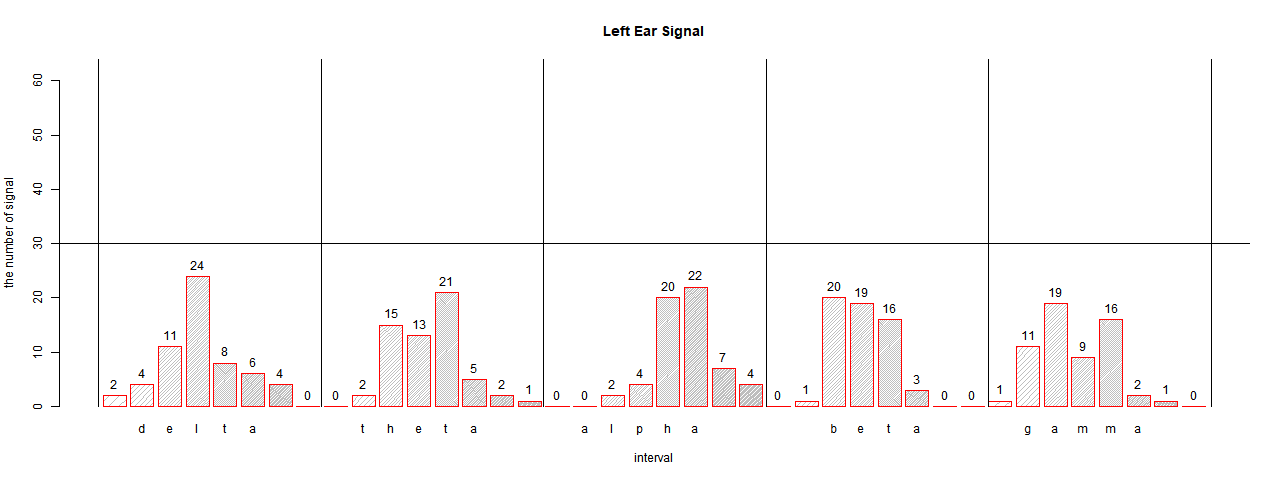 Left Ear Signal
the number of signal
60
50
40
30
20
10
0
2 4 11 24 8 6 4 0 0 2 15 13 21 5 2 1 0 0 2 4 20 22 7 4 0 1 20 19 16 3 0 0 1 11 19 9 16 2 1 0
d e l t a t h e t a a l p h a b e t a g a m m a
interval